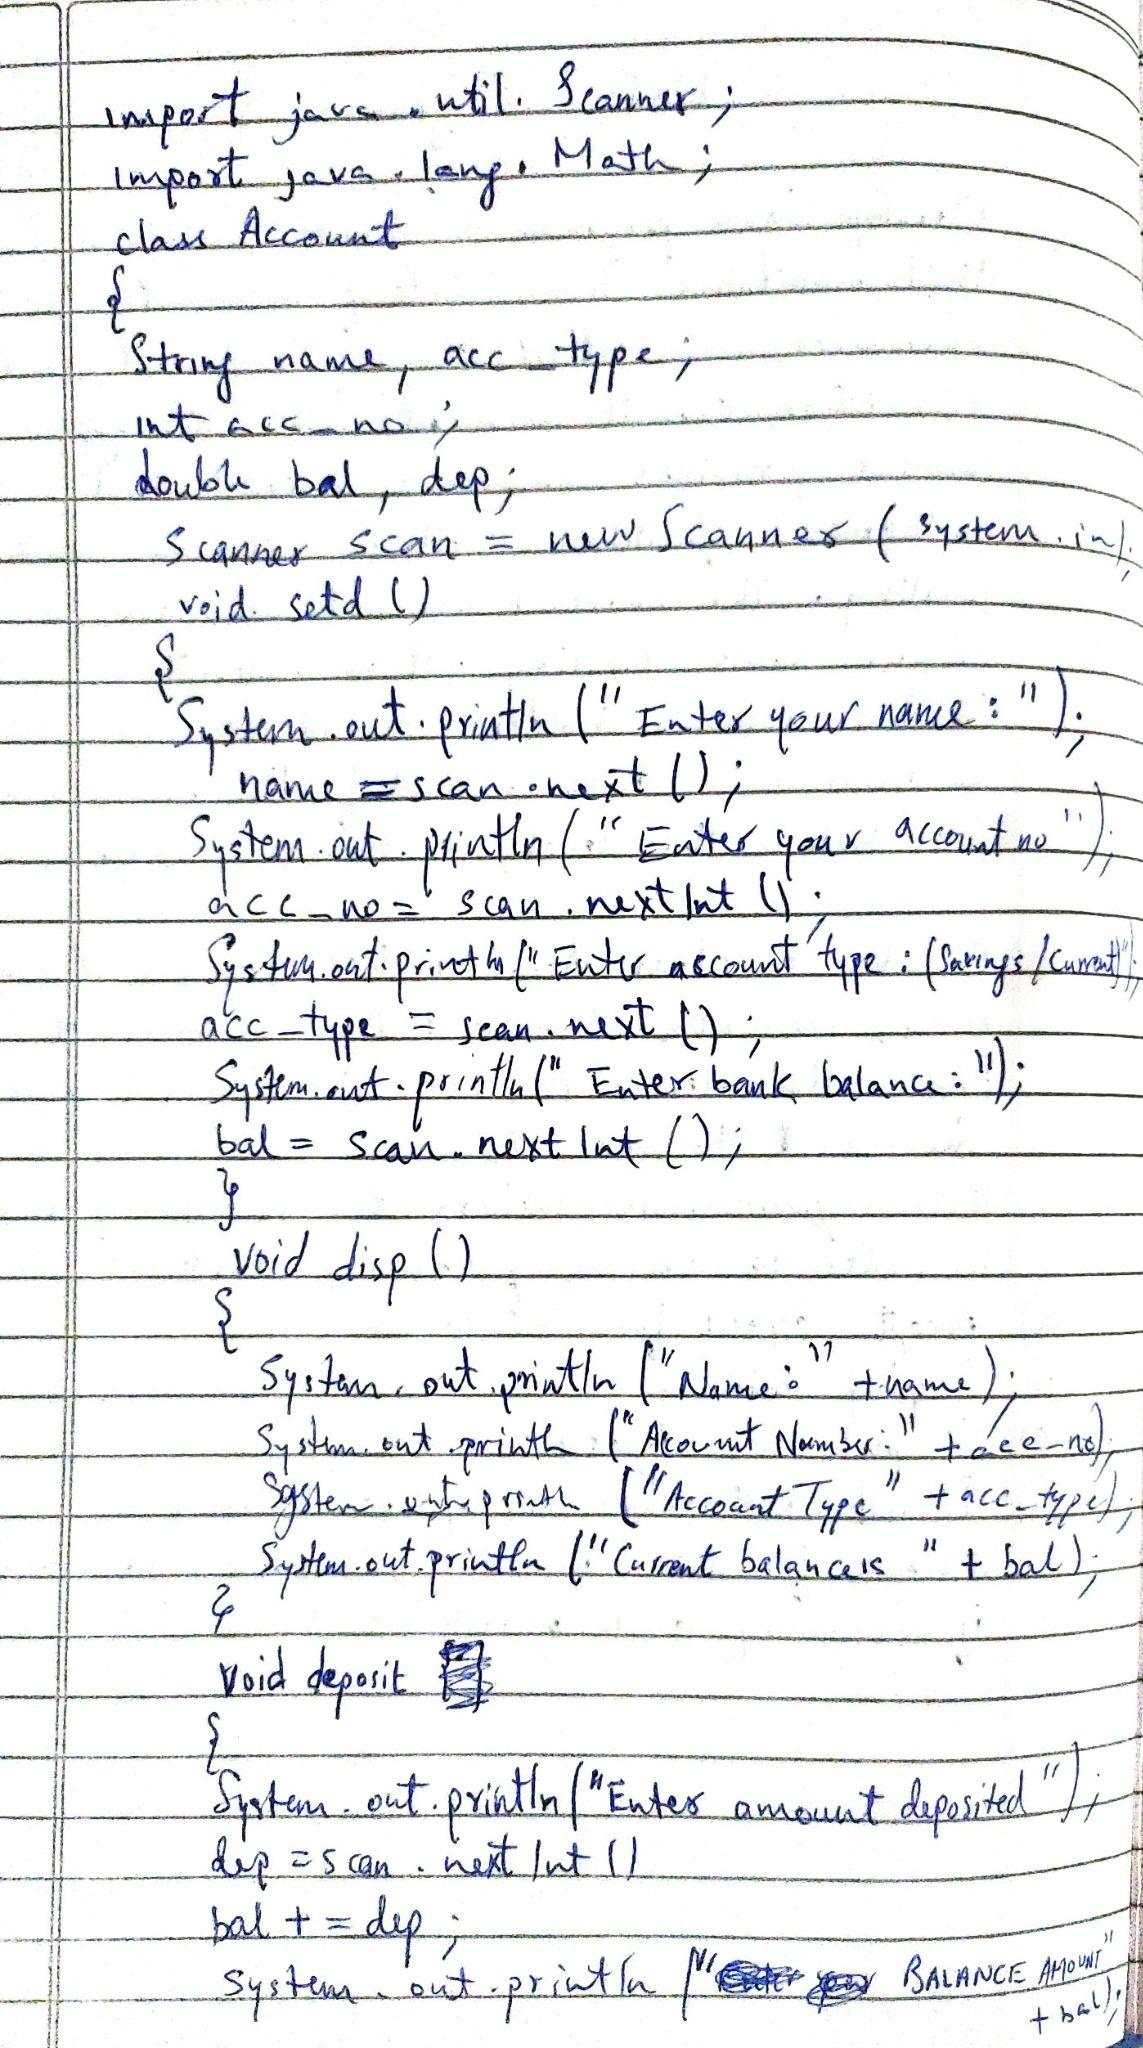 import java.util.Scanner;
import java.lang.Math;
class Account
{
String name, acc_type;
int acc_no;
double bal, dep;
Scanner scan = new Scanner (system.in);
void setd ()
{
System.out.println ("Enter your name:");
name = scan.next ();
System.out.println ("Enter your account no");
acc_no = scan.nextInt ();
System.out.println ("Enter account type: (Savings/Current)");
acc_type = scan.next ();
System.out.println (" Enter bank balance:");
bal = scan.nextInt ();
}
void disp ()
{
System.out.println ("Name:" +name);
System.out.println ("Account Number:" + acc_no);
System.out.println ("Account Type" + acc_type);
System.out.println ("Current balance is " + bal);
}
void deposit
{
System.out.println ("Enter amount deposited");
dep = scan.nextInt ()
bal += dep;
System.out.println (" BALANCE AMOUNT"
+ bal);